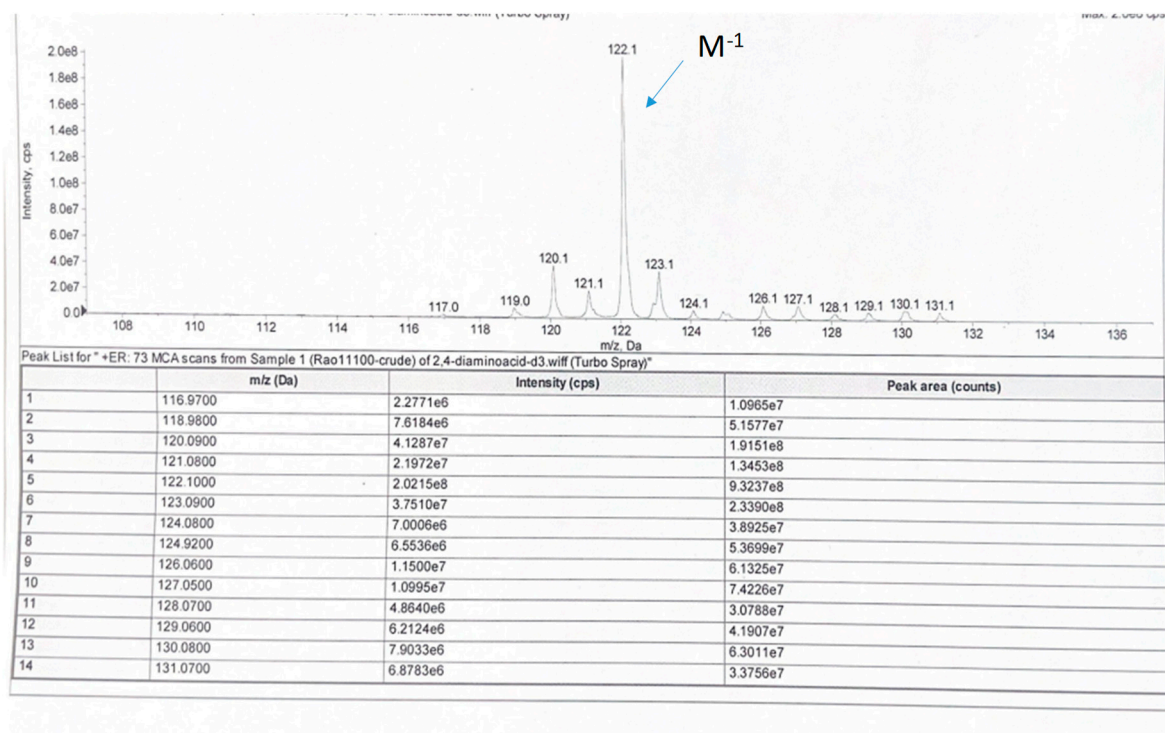 diaminoacid-d3.wiff (Turbo Spray)
Max. 2.0e8 cps
M-1
122.1
2.0e8
1.8e8
1.6e8
1.4e8
1.2e8
1.0e8
8.0e7
6.0e7
4.0e7
2.0e7
0.0
Intensity, cps
117.0 119.0 120.1 121.1 123.1 124.1 126.1 127.1 128.1 129.1 130.1 131.1
108 110 112 114 116 118 120 122 124 126 128 130 132 134 136
m/z, Da
Peak List for " +ER: 73 MCA scans from Sample 1 (Rao11100-crude) of 2,4-diaminoacid-d3.wiff (Turbo Spray)"
m/z (Da) Intensity (cps) Peak area (counts)
1 116.9700 2.2771e6 1.0965e7
2 118.9800 7.6184e6 5.1577e7
3 120.0900 4.1287e7 1.9151e8
4 121.0800 2.1972e7 1.3453e8
5 122.1000 2.0215e8 9.3237e8
6 123.0900 3.7510e7 2.3390e8
7 124.0800 7.0006e6 3.8925e7
8 124.9200 6.5536e6 5.3699e7
9 126.0600 1.1500e7 6.1325e7
10 127.0500 1.0995e7 7.4226e7
11 128.0700 4.8640e6 3.0788e7
12 129.0600 6.2124e6 4.1907e7
13 130.0800 7.9033e6 6.3011e7
14 131.0700 6.8783e6 3.3756e7